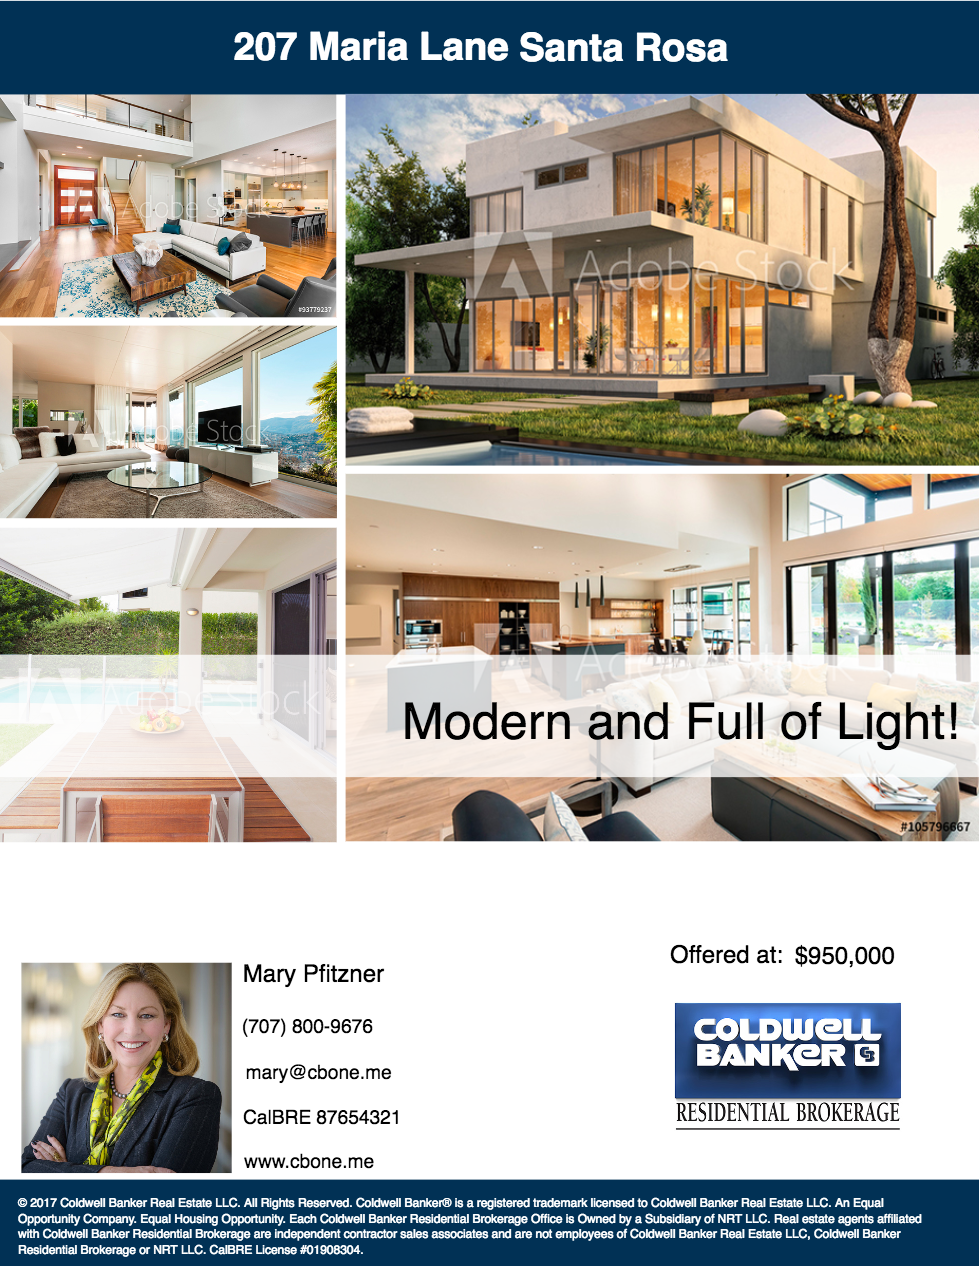 207 Maria Lane Santa Rosa
Adobe Stock
#93779237
Adobe Stock
Adobe Stock
Adobe Stock
Adobe Stock
Modern and Full of Light!
#105796667
Offered at: $950,000
Mary Pfitzner
(707) 800-9676
mary@cbone.me
CalBRE 87654321
www.cbone.me
COLDWELL
BANKER
RESIDENTIAL BROKERAGE
© 2017 Coldwell Banker Real Estate LLC. All Rights Reserved. Coldwell Banker® is a registered trademark licensed to Coldwell Banker Real Estate LLC. An Equal
Opportunity Company. Equal Housing Opportunity. Each Coldwell Banker Residential Brokerage Office is Owned by a Subsidiary of NRT LLC. Real estate agents affiliated
with Coldwell Banker Residential Brokerage are independent contractor sales associates and are not employees of Coldwell Banker Real Estate LLC, Coldwell Banker
Residential Brokerage or NRT LLC. CalBRE License #01908304.